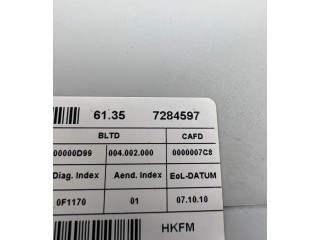 61.35 7284597
BLTD CAFD
00000D99 004.002.000 0000007C8
Diag. Index Aend. Index EoL-DATUM
0F1170 01 07.10.10
HKFM